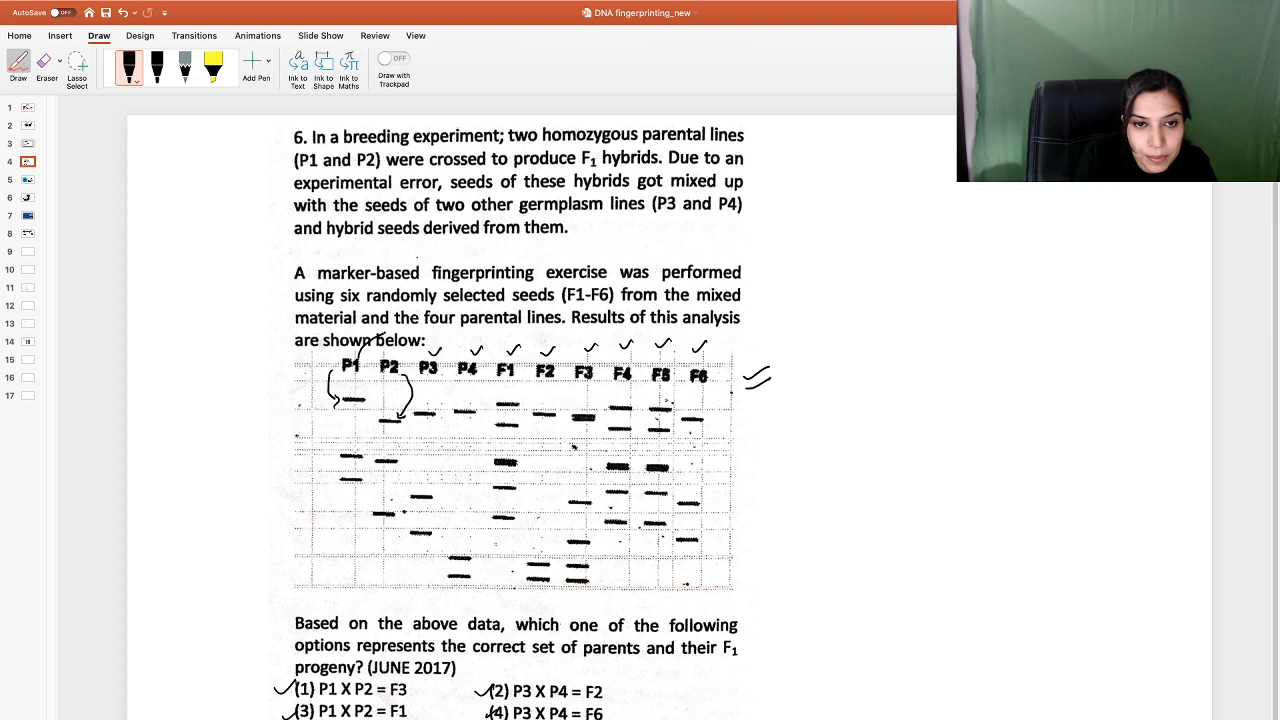 AutoSave OFF DNA fingerprinting_new
Home Insert Draw Design Transitions Animations Slide Show Review View
Draw Eraser Lasso Select Add Pen Ink to Text Ink to Shape Ink to Maths OFF Draw with Trackpad
1
2
3
4
5
6
7
8
9
10
11
12
13
14
15
16
17
6. In a breeding experiment; two homozygous parental lines
(P1 and P2) were crossed to produce F₁ hybrids. Due to an
experimental error, seeds of these hybrids got mixed up
with the seeds of two other germplasm lines (P3 and P4)
and hybrid seeds derived from them.
A marker-based fingerprinting exercise was performed
using six randomly selected seeds (F1-F6) from the mixed
material and the four parental lines. Results of this analysis
are shown below:
P1 P2 P3 P4 F1 F2 F3 F4 F5 F6
Based on the above data, which one of the following
options represents the correct set of parents and their F₁
progeny? (JUNE 2017)
(1) P1 X P2 = F3 (2) P3 X P4 = F2
(3) P1 X P2 = F1 (4) P3 X P4 = F6